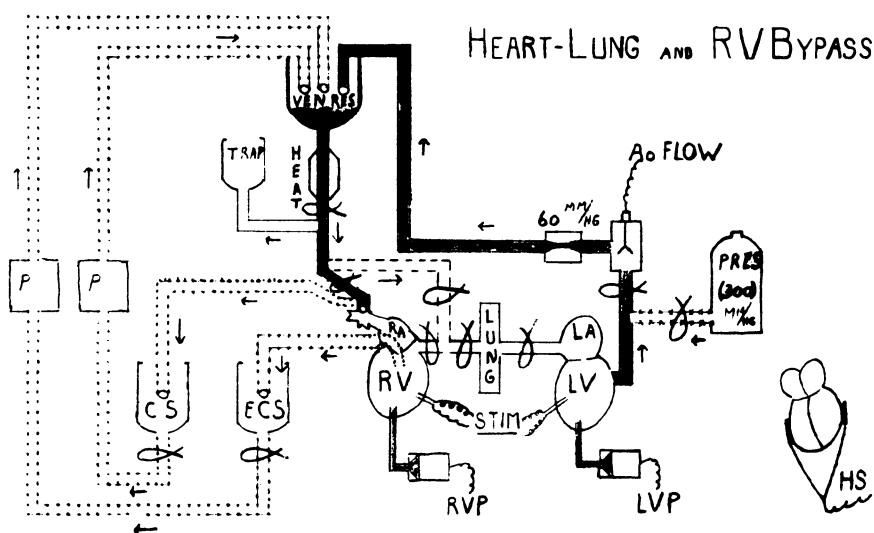 HEART-LUNG AND RV BYPASS
VEN RES
TRAP
HEAT
Ao FLOW
60 MM/HG
P
P
PRES
(300)
MM/HG
RA
LUNG
LA
RV
LV
CS
ECS
STIM
HS
RVP
LVP